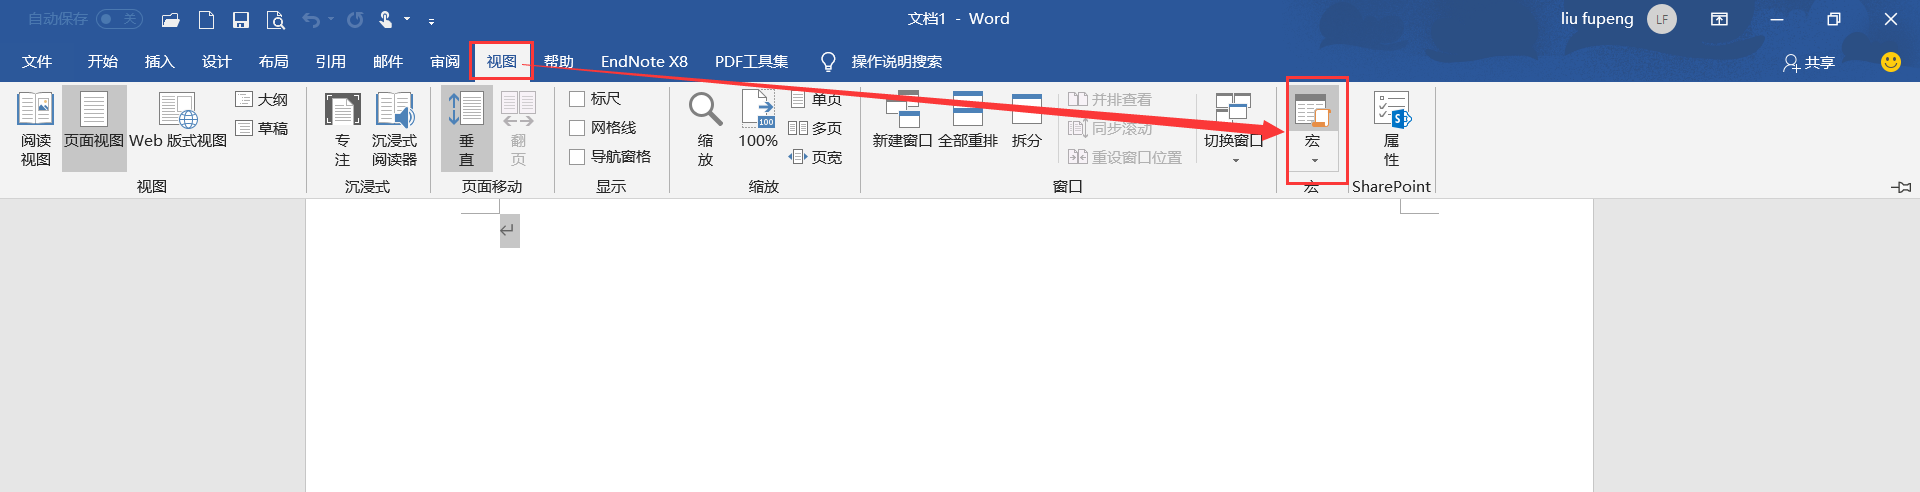 自动保存 关 文档1 - Word liu fupeng LF
文件 开始 插入 设计 布局 引用 邮件 审阅 视图 帮助 EndNote X8 PDF工具集 操作说明搜索 共享
阅读视图 页面视图 Web 版式视图 大纲 草稿
视图
专注 沉浸式阅读器
沉浸式
垂直 翻页
页面移动
标尺
网格线
导航窗格
显示
缩放 100% 单页 多页 页宽
100
缩放
新建窗口 全部重排 拆分 并排查看 同步滚动 重设窗口位置 切换窗口
窗口
宏
宏
属性
SharePoint